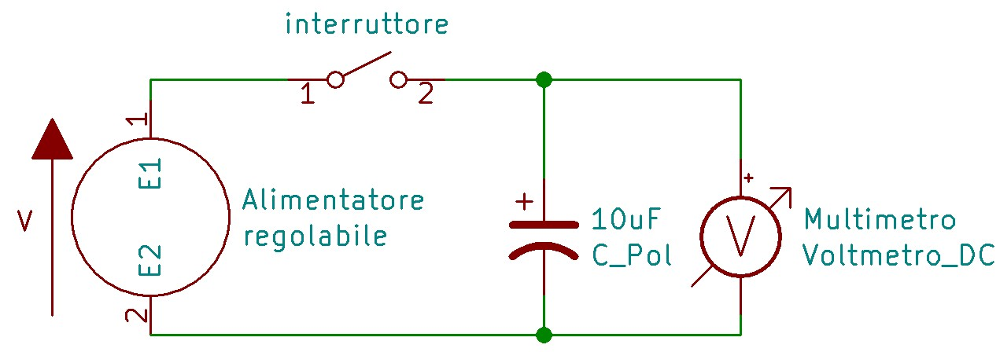 interruttore
1
2
1
E1
V
Alimentatore
regolabile
E2
2
+
10uF
C_Pol
+
V
Multimetro
Voltmetro_DC